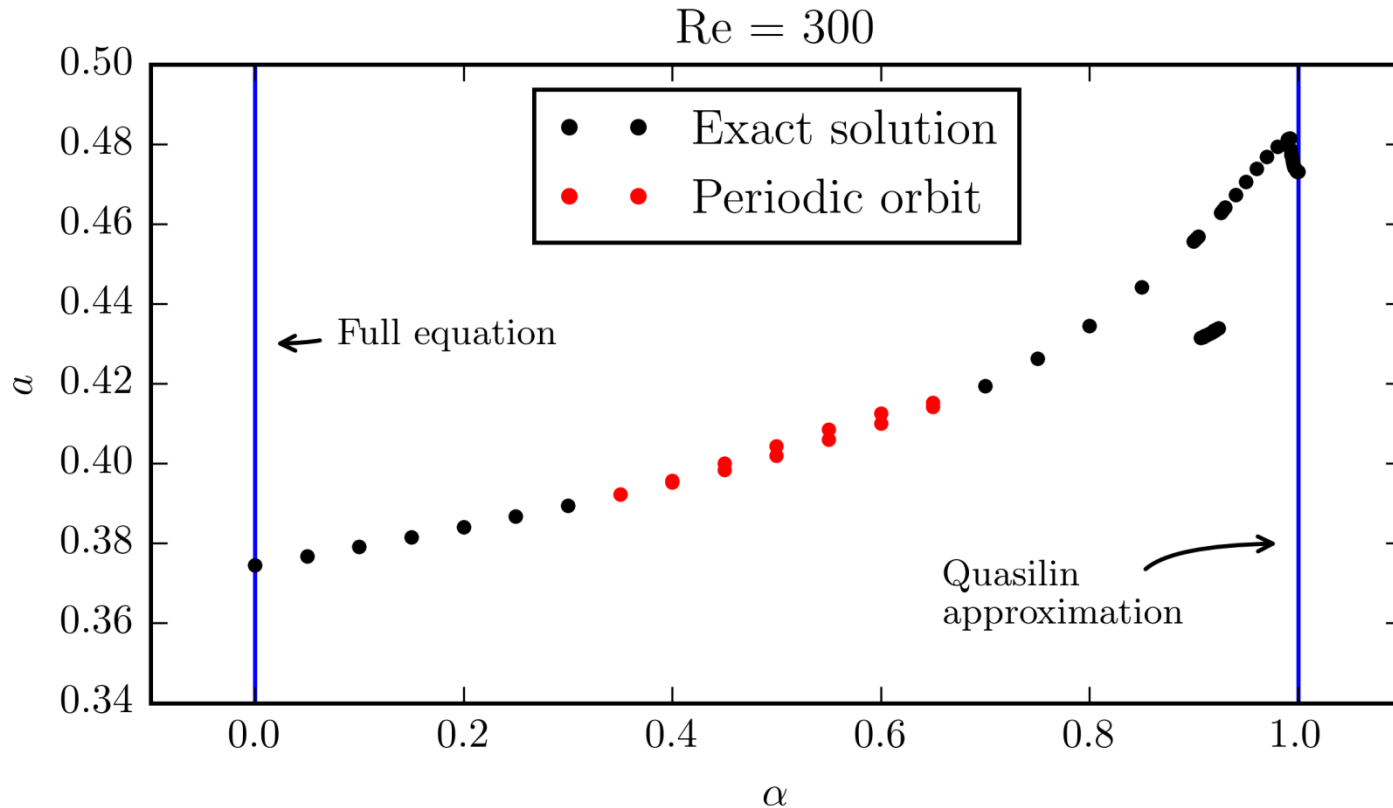 Re = 300
0.50
0.48
0.46
0.44
0.42
0.40
0.38
0.36
0.34
a
Exact solution
Periodic orbit
Full equation
Quasilin
approximation
0.0 0.2 0.4 0.6 0.8 1.0
α